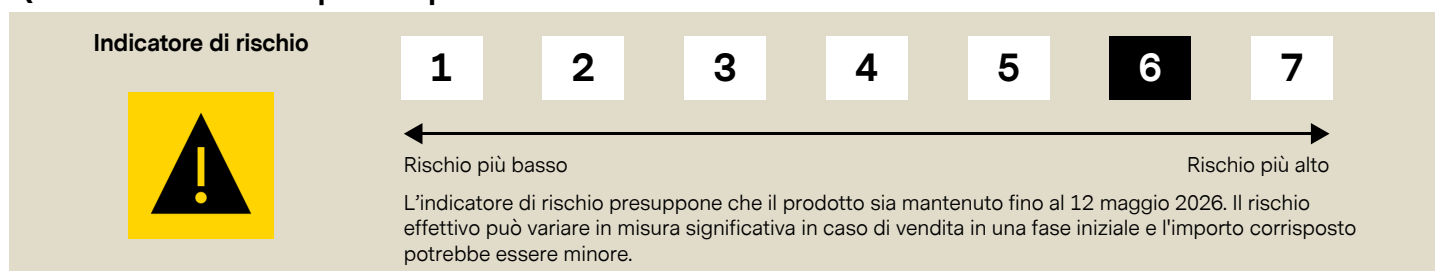 Indicatore di rischio
1 2 3 4 5 6 7
Rischio più basso Rischio più alto
L'indicatore di rischio presuppone che il prodotto sia mantenuto fino al 12 maggio 2026. Il rischio
effettivo può variare in misura significativa in caso di vendita in una fase iniziale e l'importo corrisposto
potrebbe essere minore.